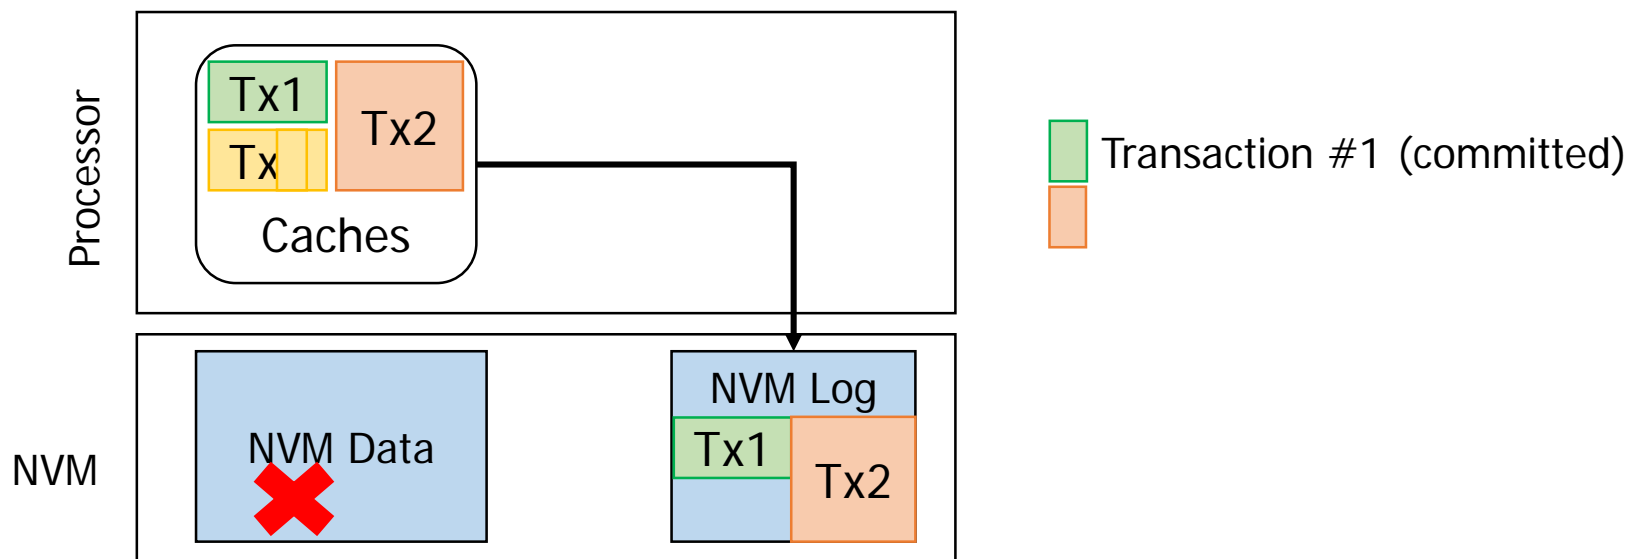 Processor
Tx1
Tx2
Tx
Caches
Transaction #1 (committed)
NVM
NVM Data
NVM Log
Tx1
Tx2